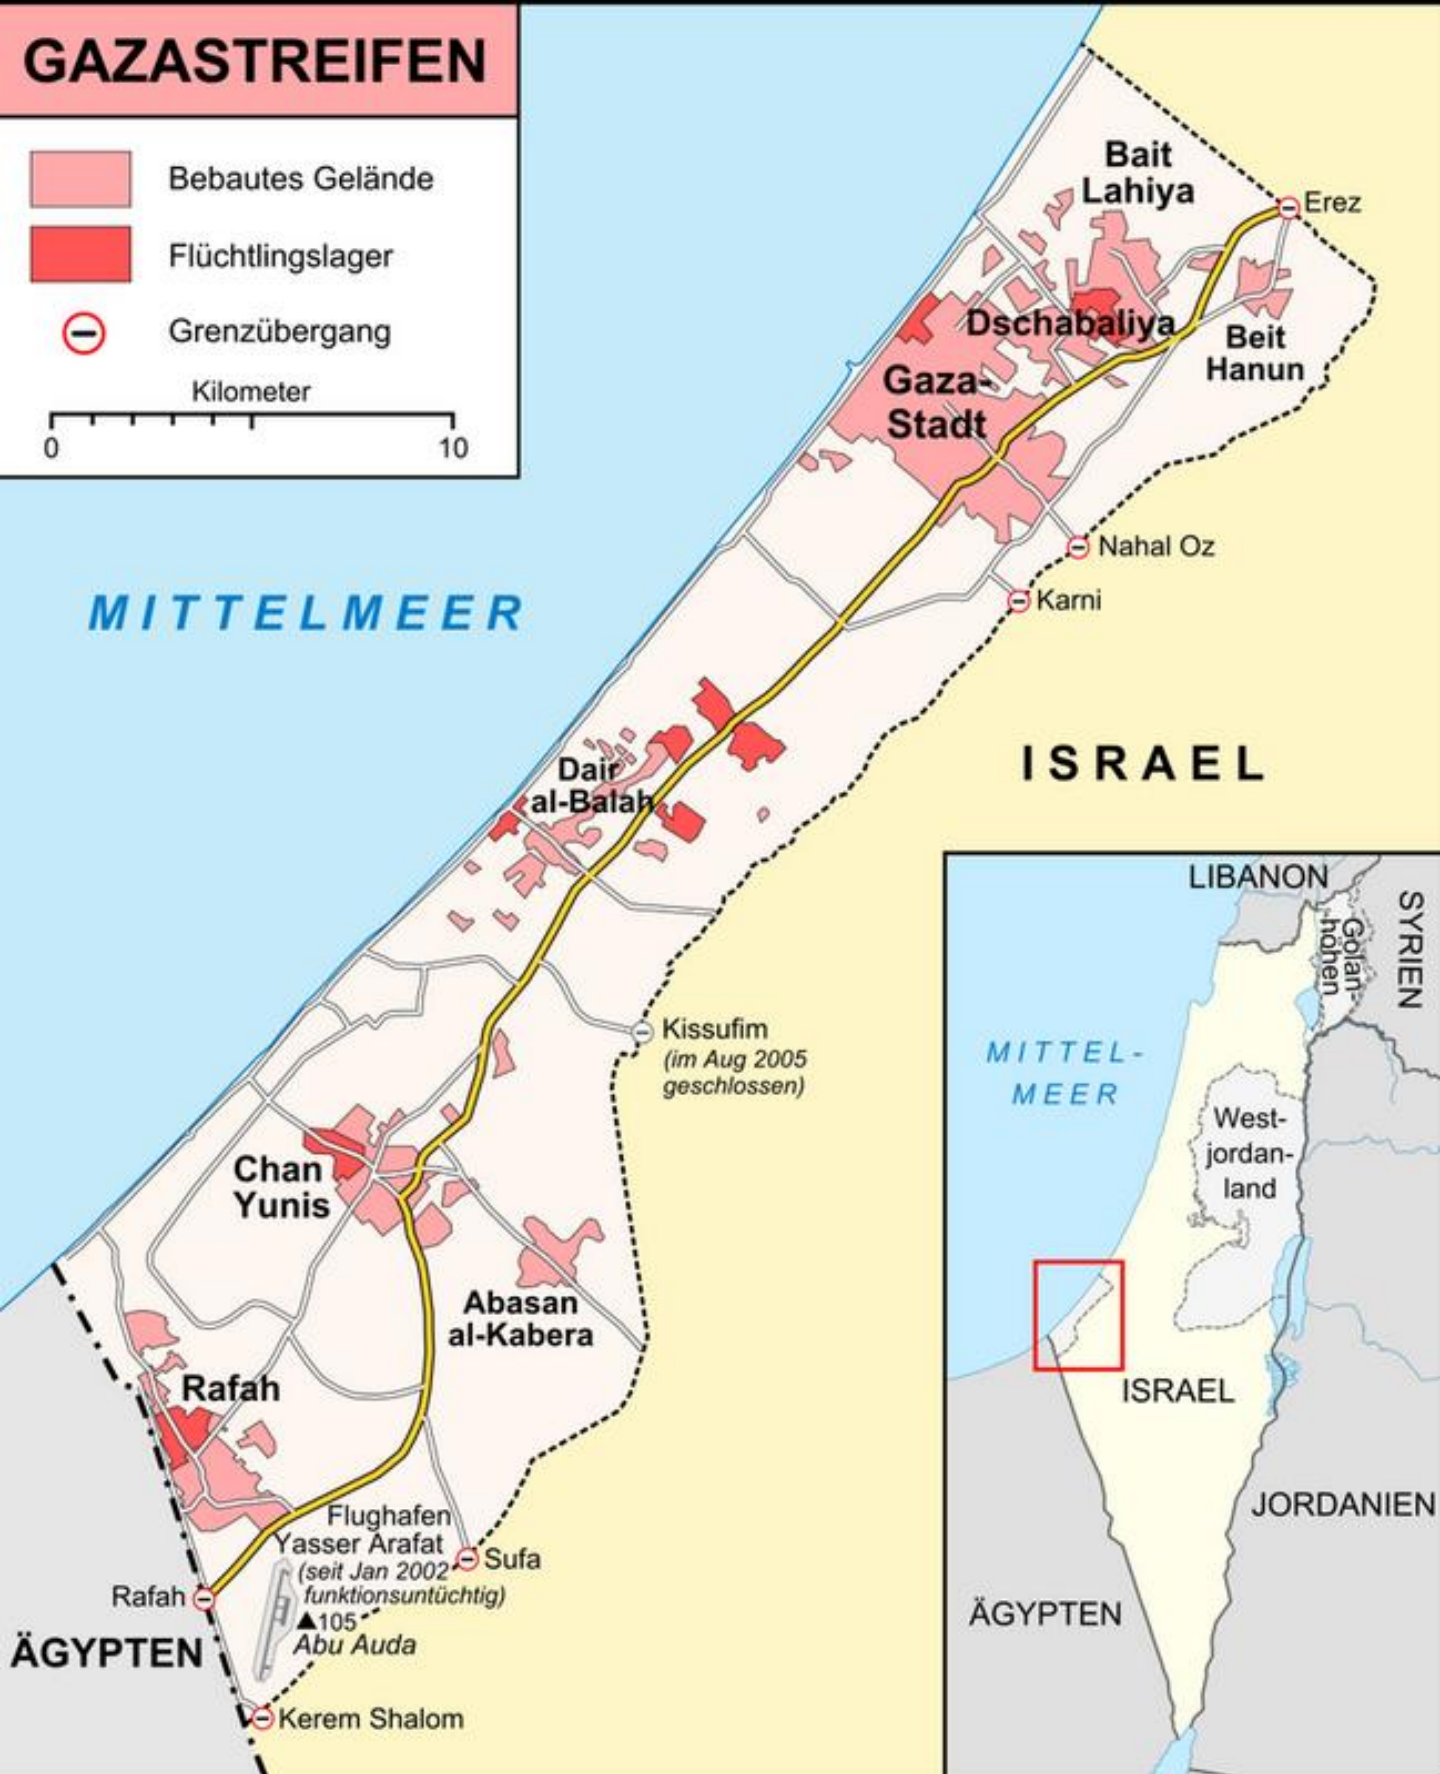 GAZASTREIFEN
Bebautes Gelände
Flüchtlingslager
Grenzübergang
Kilometer
0 10
MITTELMEER
Bait
Lahiya
Erez
Dschabaliya
Beit
Hanun
Gaza-
Stadt
Nahal Oz
Karni
ISRAEL
Dair
al-Balah
Kissufim
(im Aug 2005
geschlossen)
Chan
Yunis
Abasan
al-Kabera
Rafah
Flughafen
Yasser Arafat
(seit Jan 2002
funktionsuntüchtig)
Sufa
Rafah
105
Abu Auda
ÄGYPTEN
Kerem Shalom
LIBANON
SYRIEN
Golan-
höhen
MITTEL-
MEER
West-
jordan-
land
ISRAEL
JORDANIEN
ÄGYPTEN